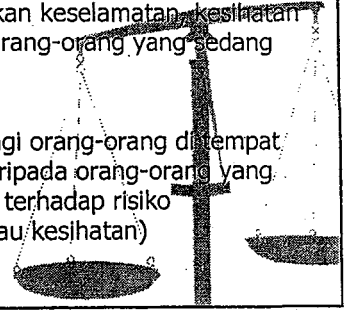 kan keselamatan, kesihatan
rang-orang yang sedang
gi orang-orang di tempat
ripada orang-orang yang
terhadap risiko
au kesihatan)